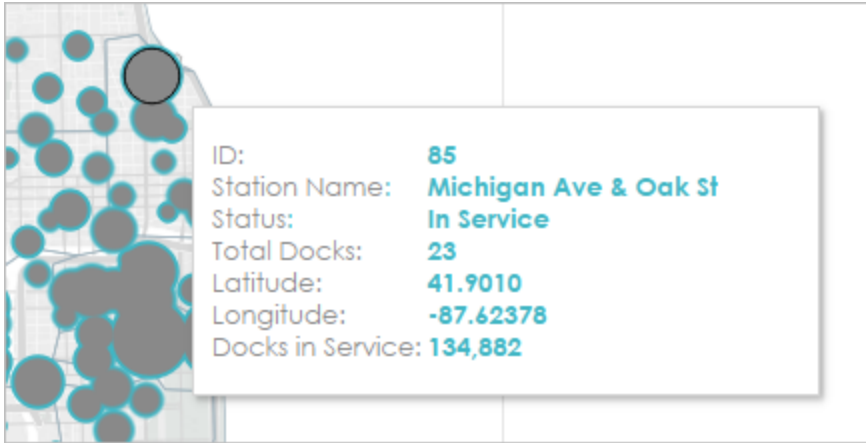 ID: 85
Station Name: Michigan Ave & Oak St
Status: In Service
Total Docks: 23
Latitude: 41.9010
Longitude: -87.62378
Docks in Service: 134,882